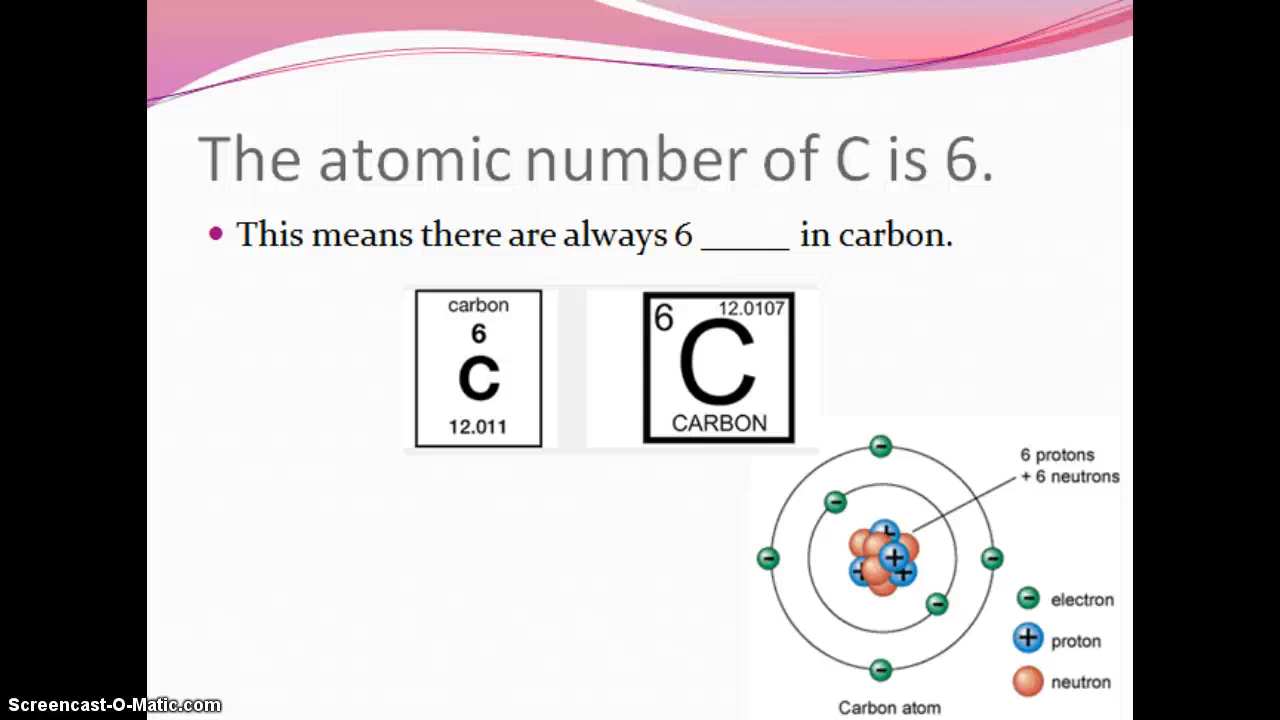 The atomic number of C is 6.
This means there are always 6 _____ in carbon.
carbon
6
C
12.011
6
12.0107
C
CARBON
6 protons
+ 6 neutrons
-
-
-
-
-
-
+
+
+
+
- electron
+ proton
neutron
Carbon atom
Screencast-O-Matic.com